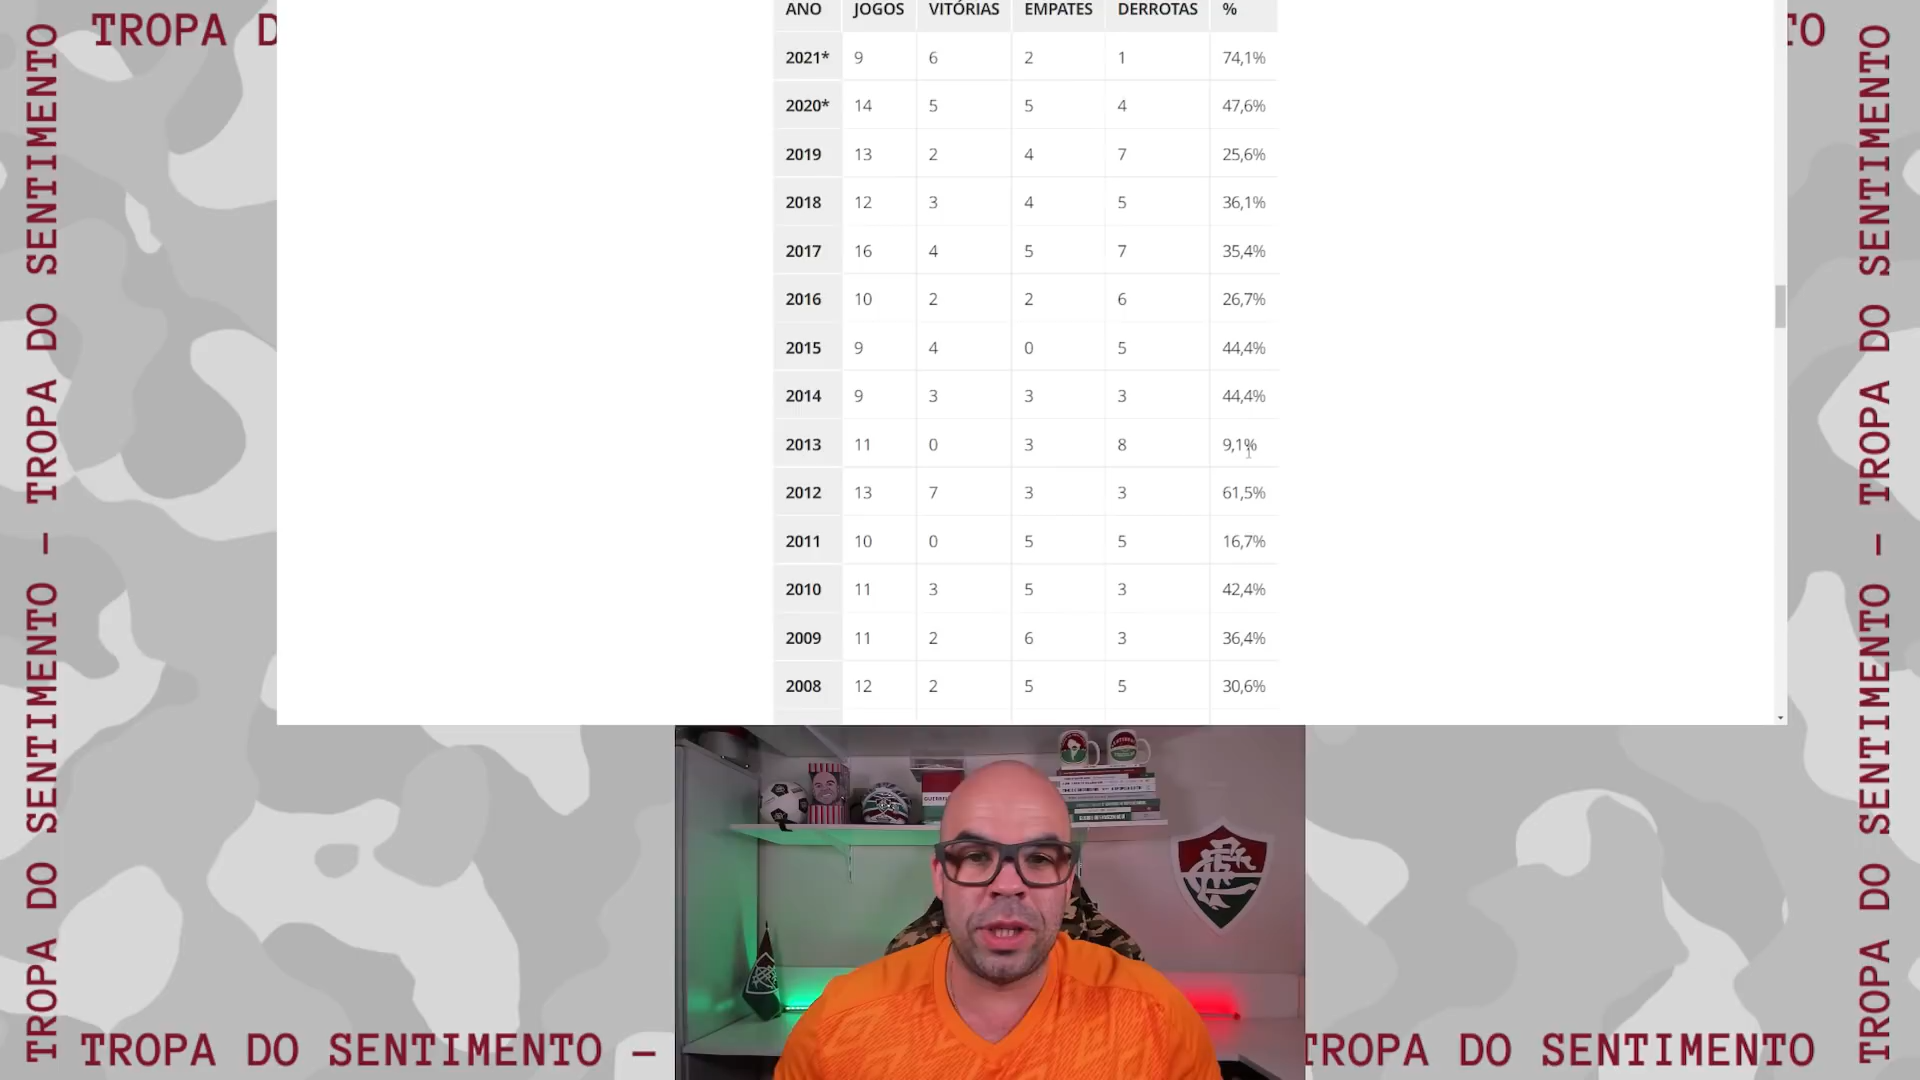 TROPA D
TO
ANO JOGOS VITÓRIAS EMPATES DERROTAS %
2021* 9 6 2 1 74,1%
2020* 14 5 5 4 47,6%
2019 13 2 4 7 25,6%
2018 12 3 4 5 36,1%
2017 16 4 5 7 35,4%
2016 10 2 2 6 26,7%
2015 9 4 0 5 44,4%
2014 9 3 3 3 44,4%
2013 11 0 3 8 9,1%
2012 13 7 3 3 61,5%
2011 10 0 5 5 16,7%
2010 11 3 5 3 42,4%
2009 11 2 6 3 36,4%
2008 12 2 5 5 30,6%
TROPA DO SENTIMENTO – TROPA DO SENTIMENTO
TROPA DO SENTIMENTO – TROPA DO SENTIMENTO
TROPA DO SENTIMENTO –
TROPA DO SENTIMENTO